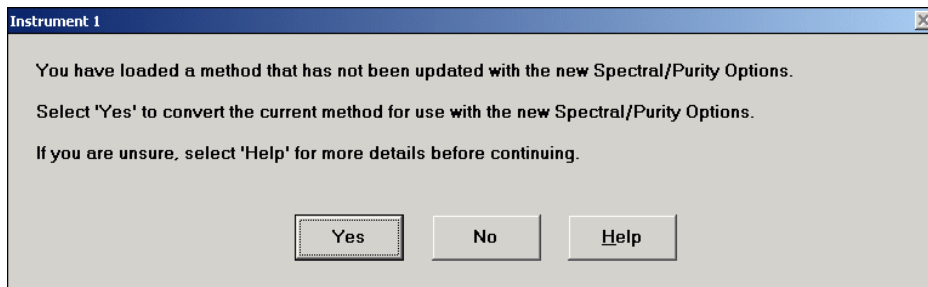 Instrument 1
You have loaded a method that has not been updated with the new Spectral/Purity Options.
Select 'Yes' to convert the current method for use with the new Spectral/Purity Options.
If you are unsure, select 'Help' for more details before continuing.
Yes No Help